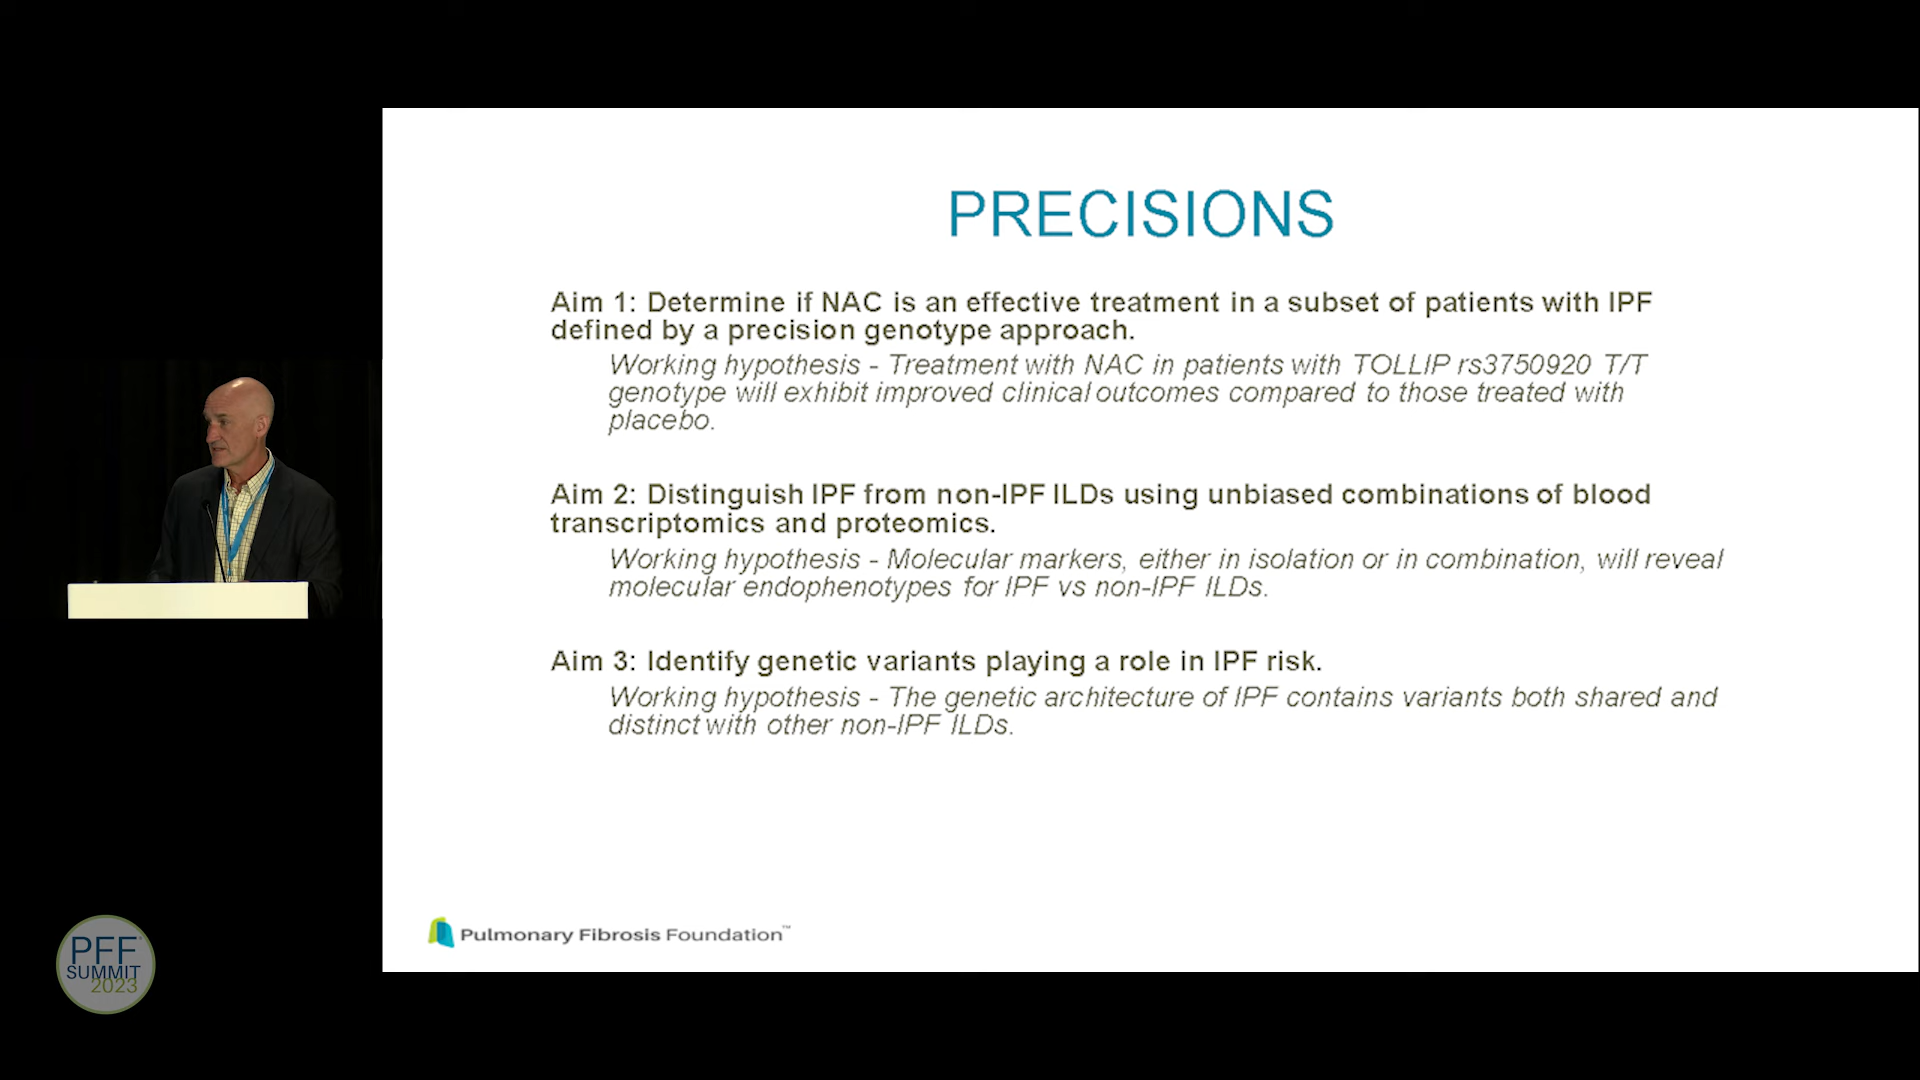 PRECISIONS
Aim 1: Determine if NAC is an effective treatment in a subset of patients with IPF
defined by a precision genotype approach.
Working hypothesis - Treatment with NAC in patients with TOLLIP rs3750920 T/T
genotype will exhibit improved clinical outcomes compared to those treated with
placebo.
Aim 2: Distinguish IPF from non-IPF ILDs using unbiased combinations of blood
transcriptomics and proteomics.
Working hypothesis - Molecular markers, either in isolation or in combination, will reveal
molecular endophenotypes for IPF vs non-IPF ILDs.
Aim 3: Identify genetic variants playing a role in IPF risk.
Working hypothesis - The genetic architecture of IPF contains variants both shared and
distinct with other non-IPF ILDs.
Pulmonary Fibrosis Foundation™
PFF
SUMMIT
2023